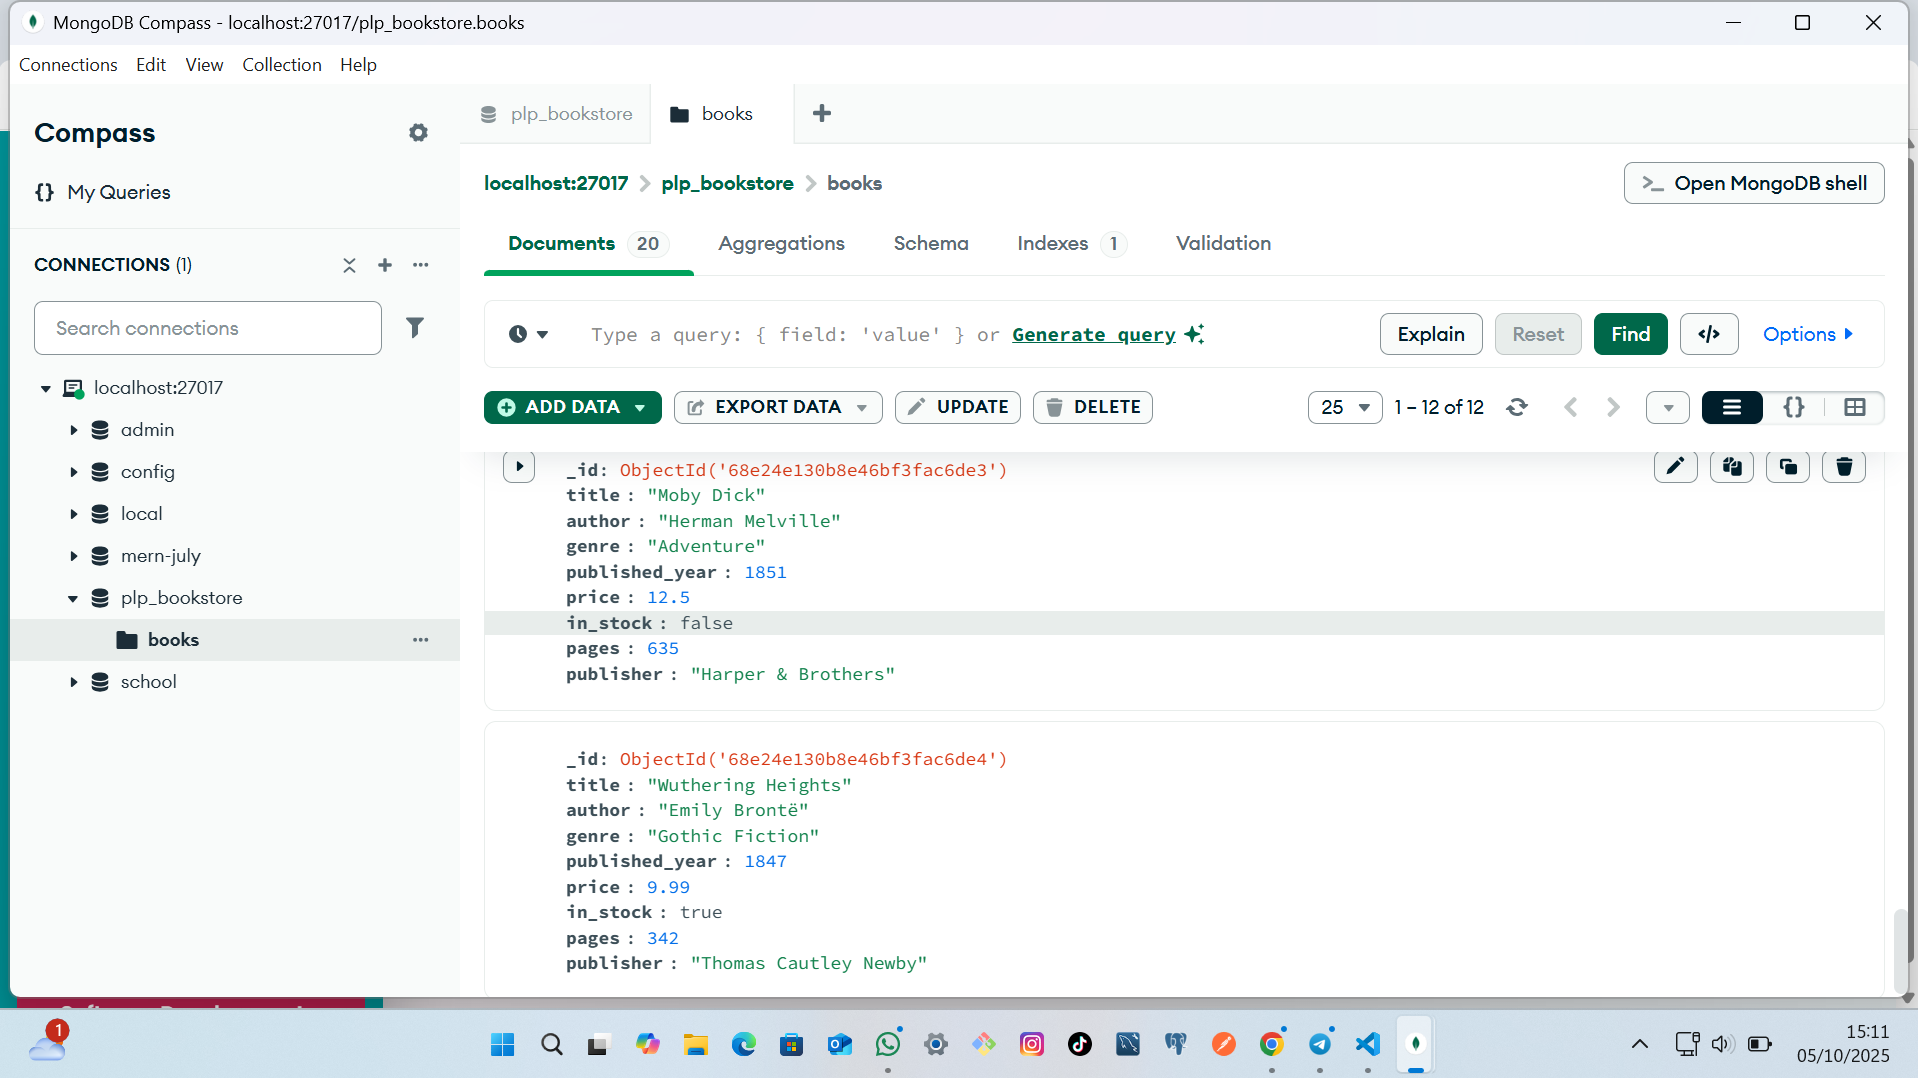 MongoDB Compass - localhost:27017/plp_bookstore.books
Connections Edit View Collection Help
Compass
{} My Queries
CONNECTIONS (1)
Search connections
localhost:27017
admin
config
local
mern-july
plp_bookstore
books
school
plp_bookstore
books
localhost:27017 > plp_bookstore > books
>_ Open MongoDB shell
Documents 20 Aggregations Schema Indexes 1 Validation
Type a query: { field: 'value' } or Generate query
Explain Reset Find </> Options
ADD DATA EXPORT DATA UPDATE DELETE
25 1 – 12 of 12 {}
_id: ObjectId('68e24e130b8e46bf3fac6de3')
title : "Moby Dick"
author : "Herman Melville"
genre : "Adventure"
published_year : 1851
price : 12.5
in_stock : false
pages : 635
publisher : "Harper & Brothers"
_id: ObjectId('68e24e130b8e46bf3fac6de4')
title : "Wuthering Heights"
author : "Emily Brontë"
genre : "Gothic Fiction"
published_year : 1847
price : 9.99
in_stock : true
pages : 342
publisher : "Thomas Cautley Newby"
1
15:11
05/10/2025